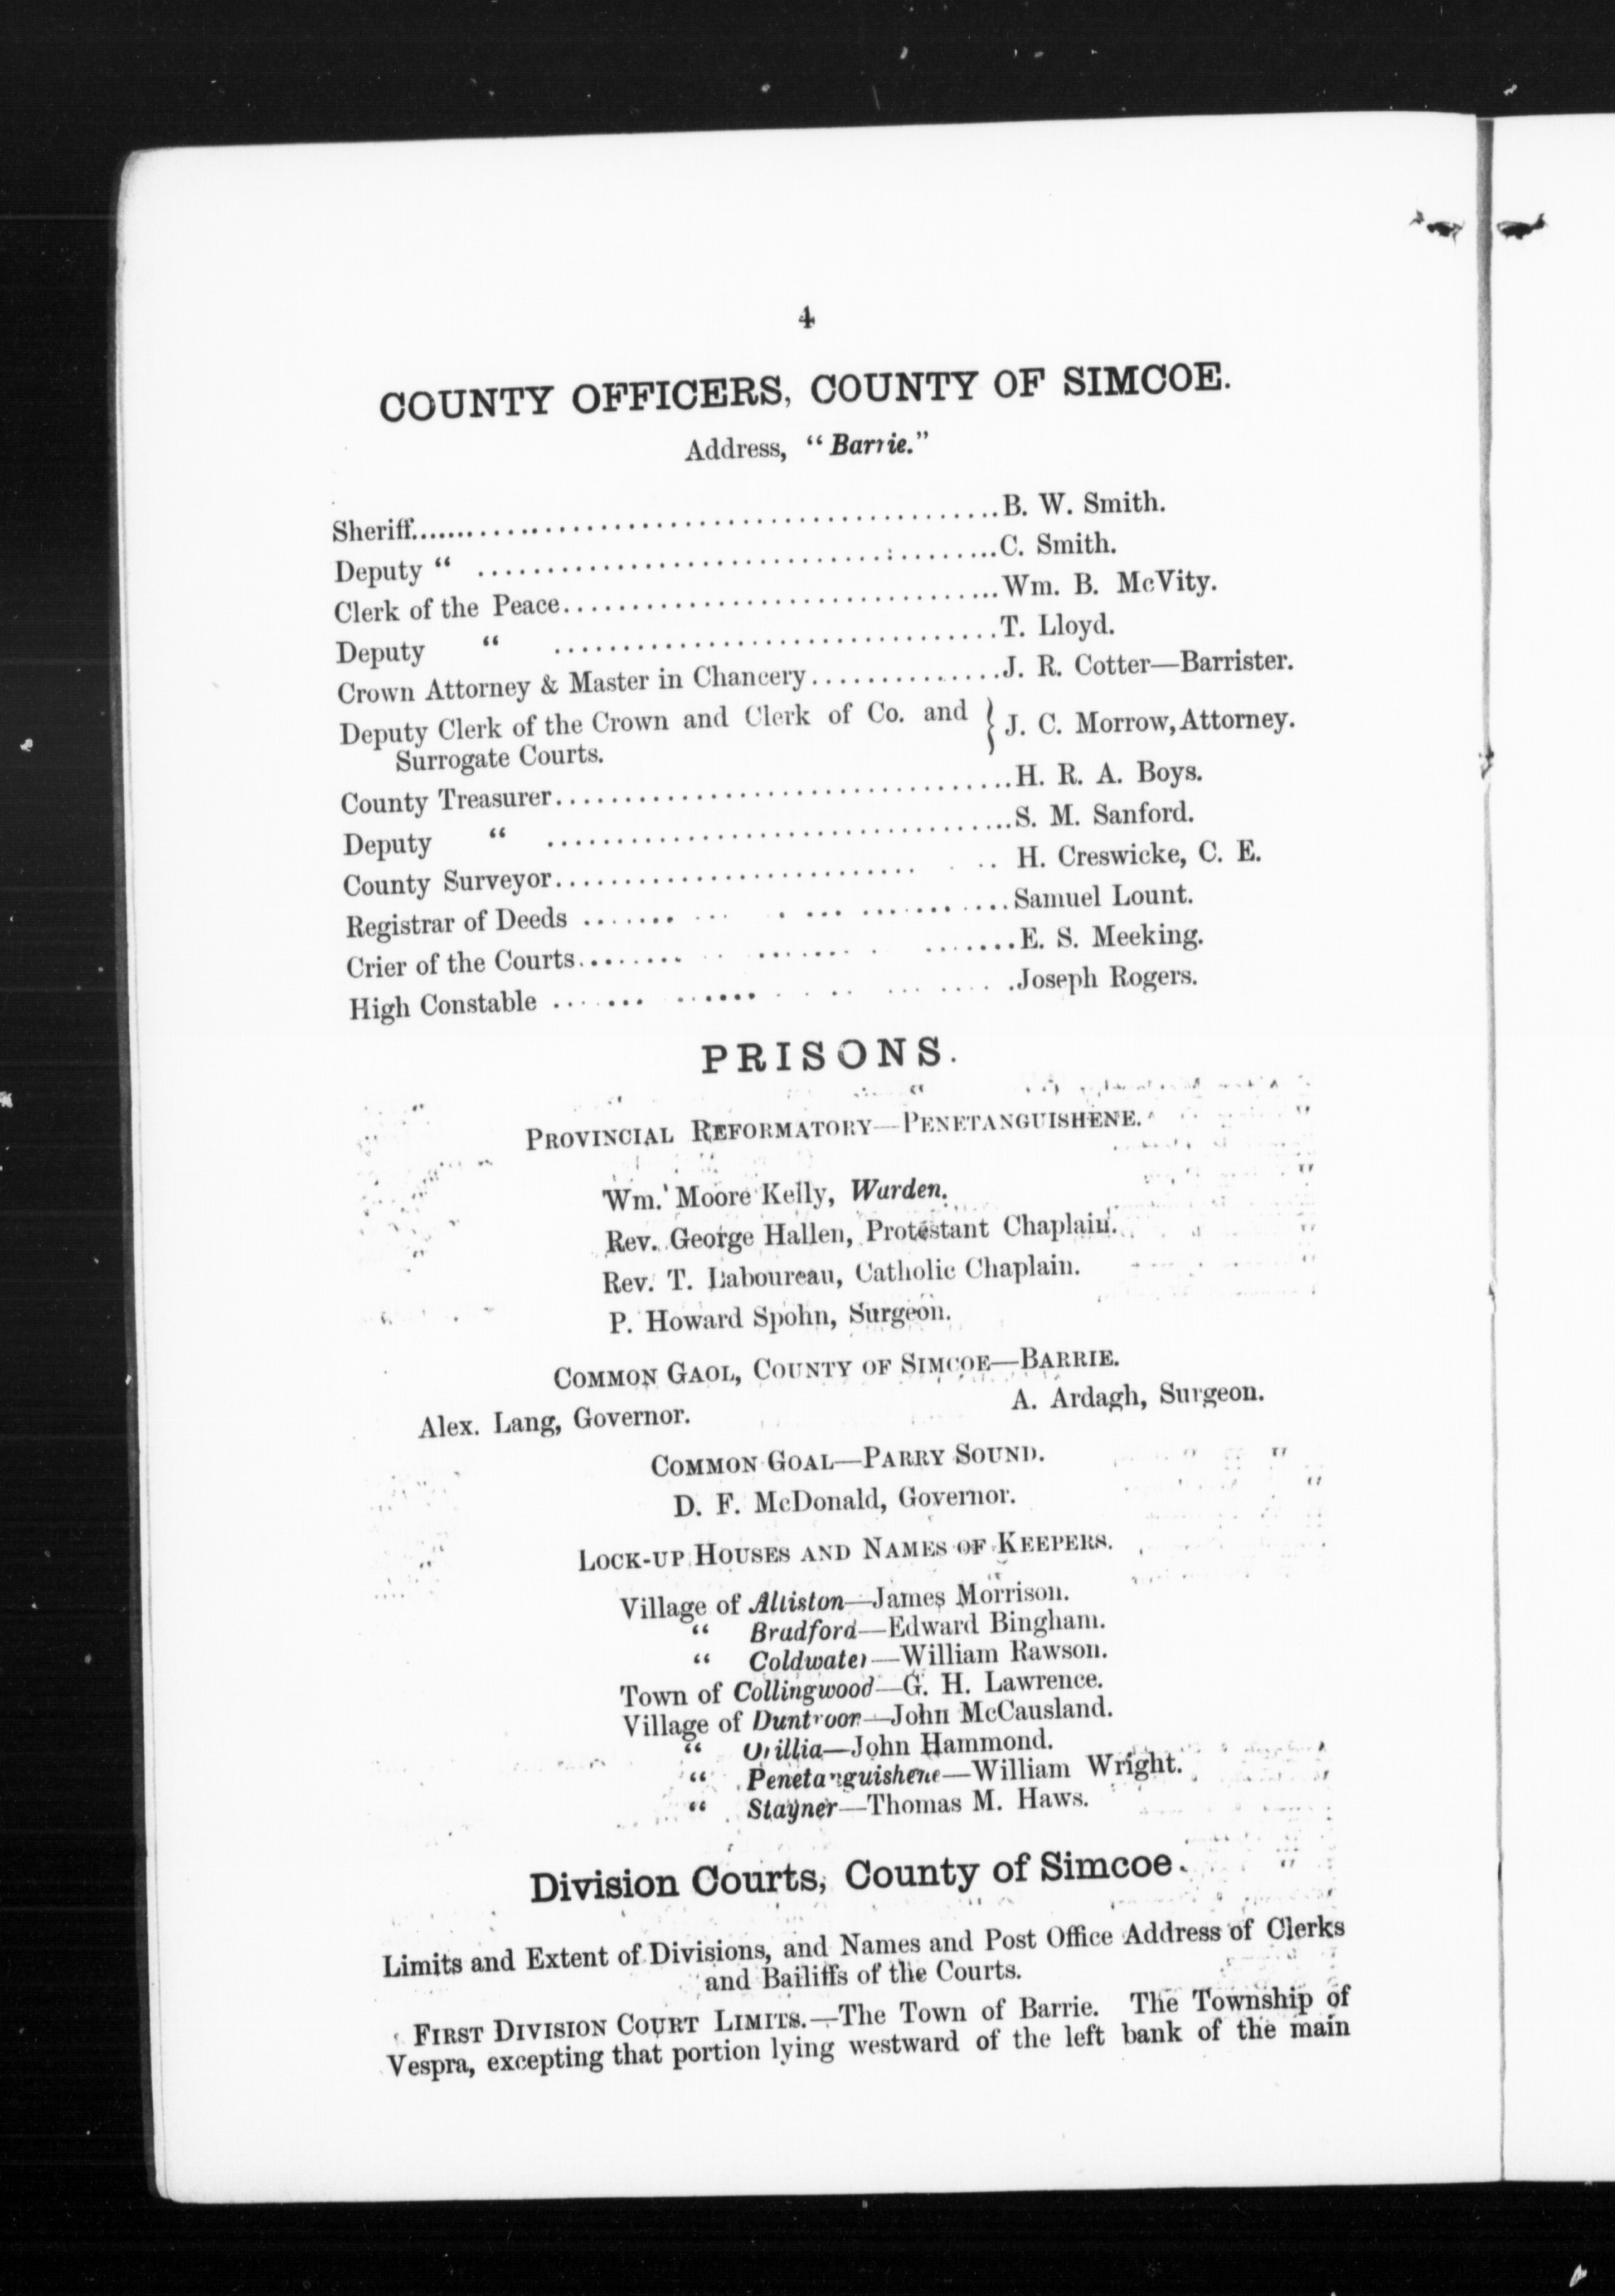 4
COUNTY OFFICERS, COUNTY OF SIMCOE.
Address, "Barrie."
Sheriff..........................................B. W. Smith.
Deputy " ......................................C. Smith.
Clerk of the Peace................................Wm. B. McVity.
Deputy " .................................T. Lloyd.
Crown Attorney & Master in Chancery..............J. R. Cotter—Barrister.
Deputy Clerk of the Crown and Clerk of Co. and } J. C. Morrow, Attorney.
Surrogate Courts.
County Treasurer.................................H. R. A. Boys.
Deputy " ..................................S. M. Sanford.
County Surveyor.......................... .. H. Creswicke, C. E.
Registrar of Deeds ....... ... . ... ... ... ....Samuel Lount.
Crier of the Courts........ .. ....... . .......E. S. Meeking.
High Constable ....... ...... . .. ... .... .Joseph Rogers.
PRISONS.
PROVINCIAL REFORMATORY—PENETANGUISHENE.
Wm. Moore Kelly, Warden.
Rev. George Hallen, Protestant Chaplain.
Rev. T. Laboureau, Catholic Chaplain.
P. Howard Spohn, Surgeon.
COMMON GAOL, COUNTY OF SIMCOE—BARRIE.
Alex. Lang, Governor. A. Ardagh, Surgeon.
COMMON GOAL—PARRY SOUND.
D. F. McDonald, Governor.
LOCK-UP HOUSES AND NAMES OF KEEPERS.
Village of Alliston—James Morrison.
" Bradford—Edward Bingham.
" Coldwater—William Rawson.
Town of Collingwood—G. H. Lawrence.
Village of Duntroon—John McCausland.
" Orillia—John Hammond.
" Penetanguishene—William Wright.
" Stayner—Thomas M. Haws.
Division Courts, County of Simcoe.
Limits and Extent of Divisions, and Names and Post Office Address of Clerks
and Bailiffs of the Courts.
FIRST DIVISION COURT LIMITS.—The Town of Barrie. The Township of
Vespra, excepting that portion lying westward of the left bank of the main